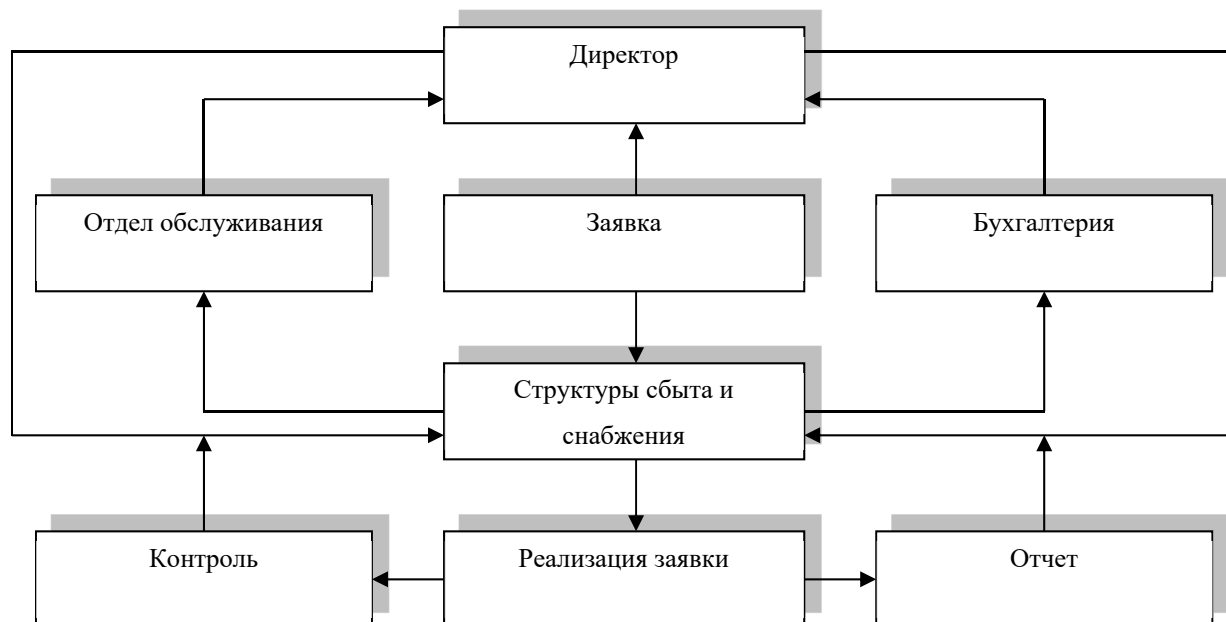 Директор
Отдел обслуживания
Заявка
Бухгалтерия
Структуры сбыта и
снабжения
Контроль
Реализация заявки
Отчет